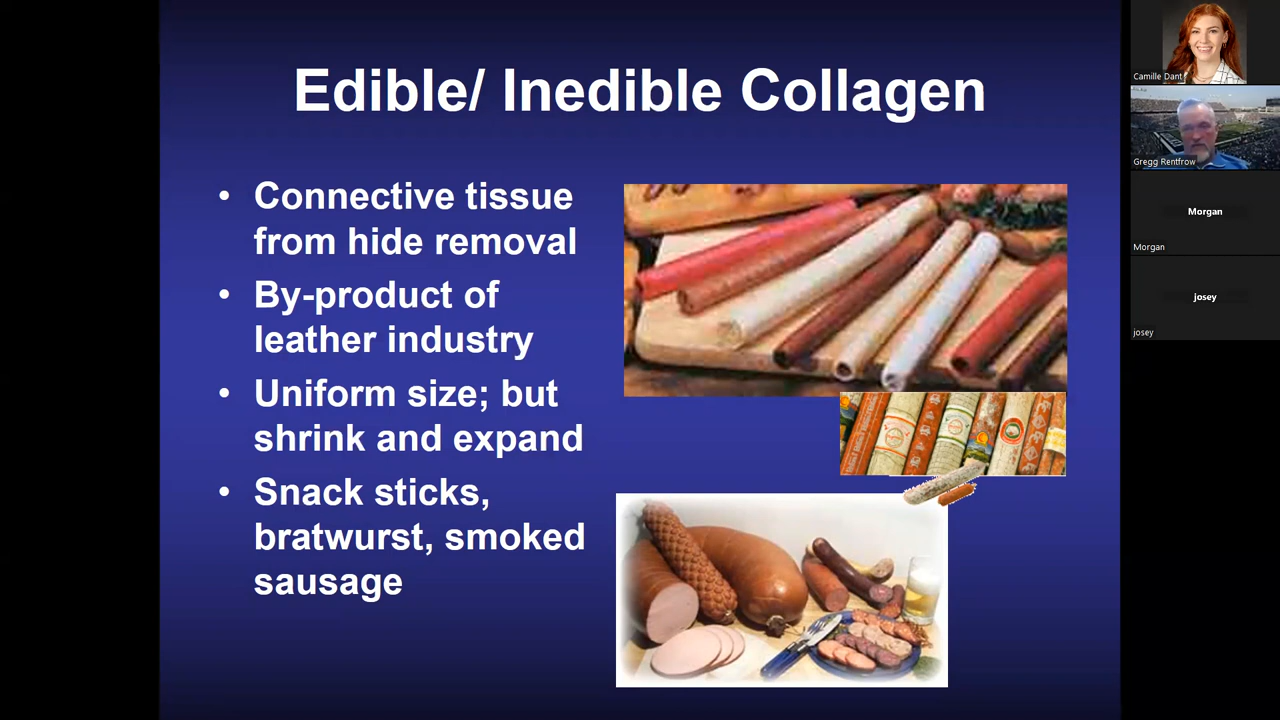 Edible/ Inedible Collagen
• Connective tissue
from hide removal
• By-product of
leather industry
• Uniform size; but
shrink and expand
• Snack sticks,
bratwurst, smoked
sausage
Camille Dant
Gregg Rentfrow
Morgan
Morgan
josey
josey